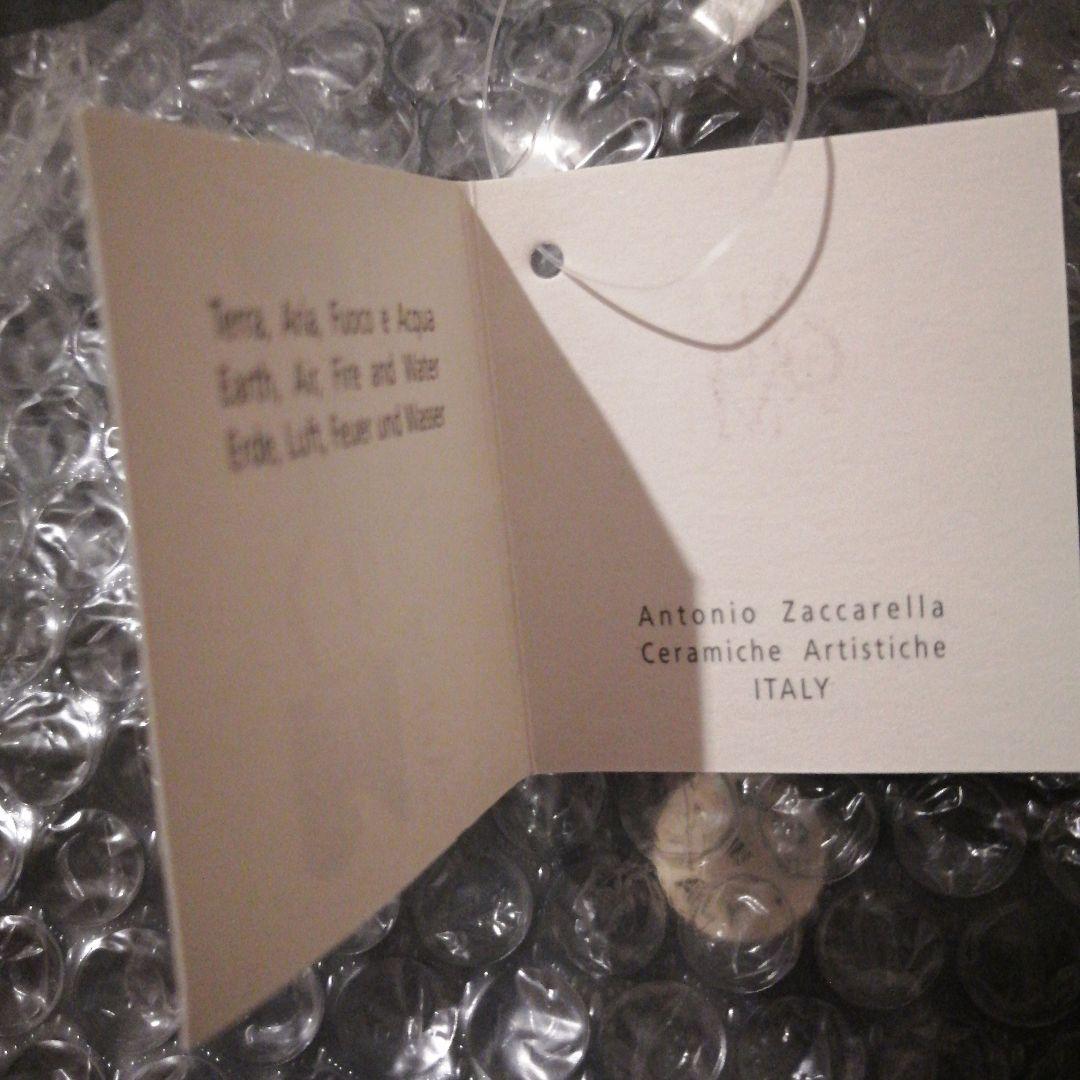 Terra, Aria, Fuoco e Acqua
Earth, Air, Fire and Water
Erde, Luft, Feuer und Wasser
Antonio Zaccarella
Ceramiche Artistiche
ITALY